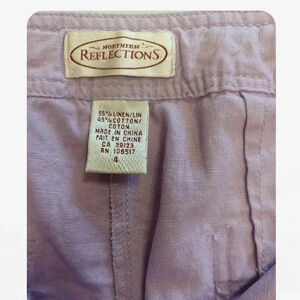 NORTHERN
REFLECTIONS
55% LINEN/LIN
45% COTTON/
COTON
MADE IN CHINA
FAIT EN CHINE
CA 39123
RN 106517
4